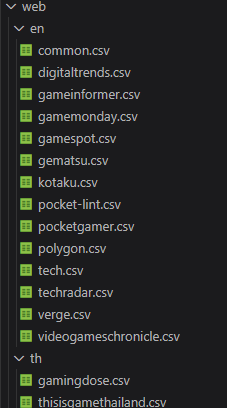 web
en
common.csv
digitaltrends.csv
gameinformer.csv
gamemonday.csv
gamespot.csv
gematsu.csv
kotaku.csv
pocket-lint.csv
pocketgamer.csv
polygon.csv
tech.csv
techradar.csv
verge.csv
videogameschronicle.csv
th
gamingdose.csv
thisisgamethailand.csv